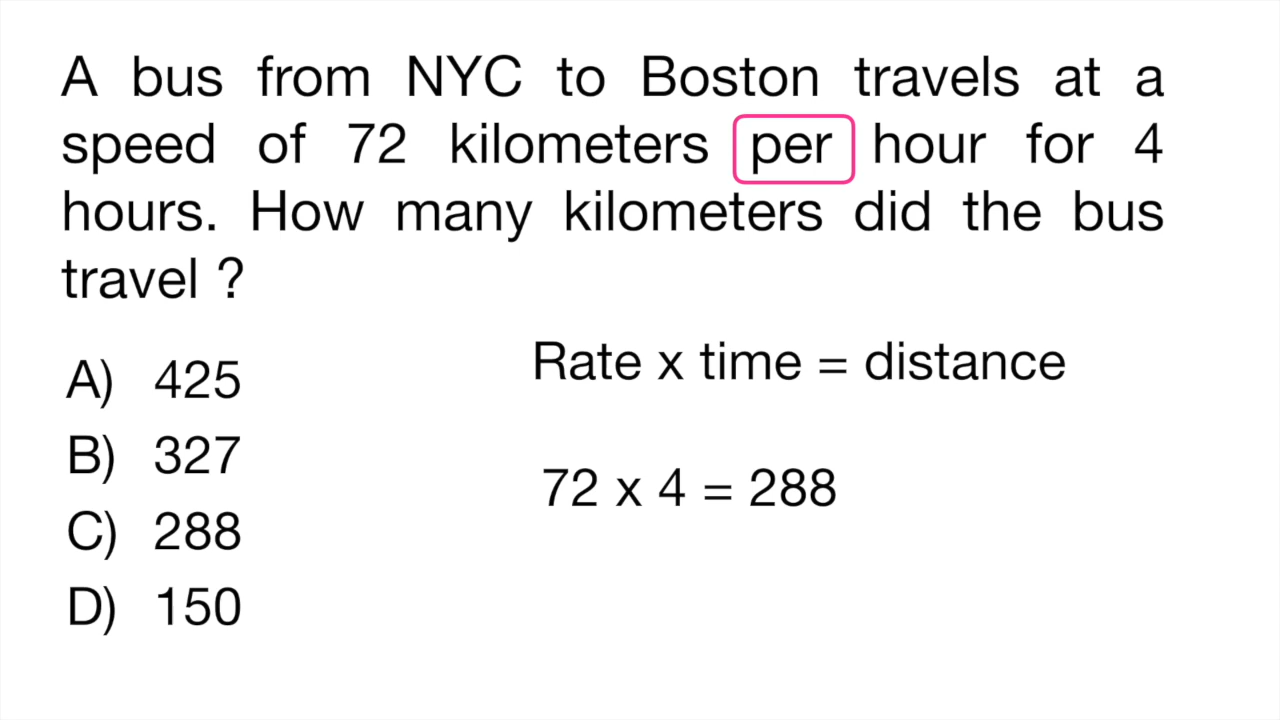 A bus from NYC to Boston travels at a
speed of 72 kilometers per hour for 4
hours. How many kilometers did the bus
travel ?
A) 425
B) 327
C) 288
D) 150
Rate x time = distance
72 x 4 = 288